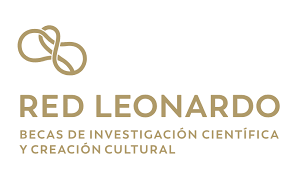 RED LEONARDO
BECAS DE INVESTIGACIÓN CIENTÍFICA
Y CREACIÓN CULTURAL